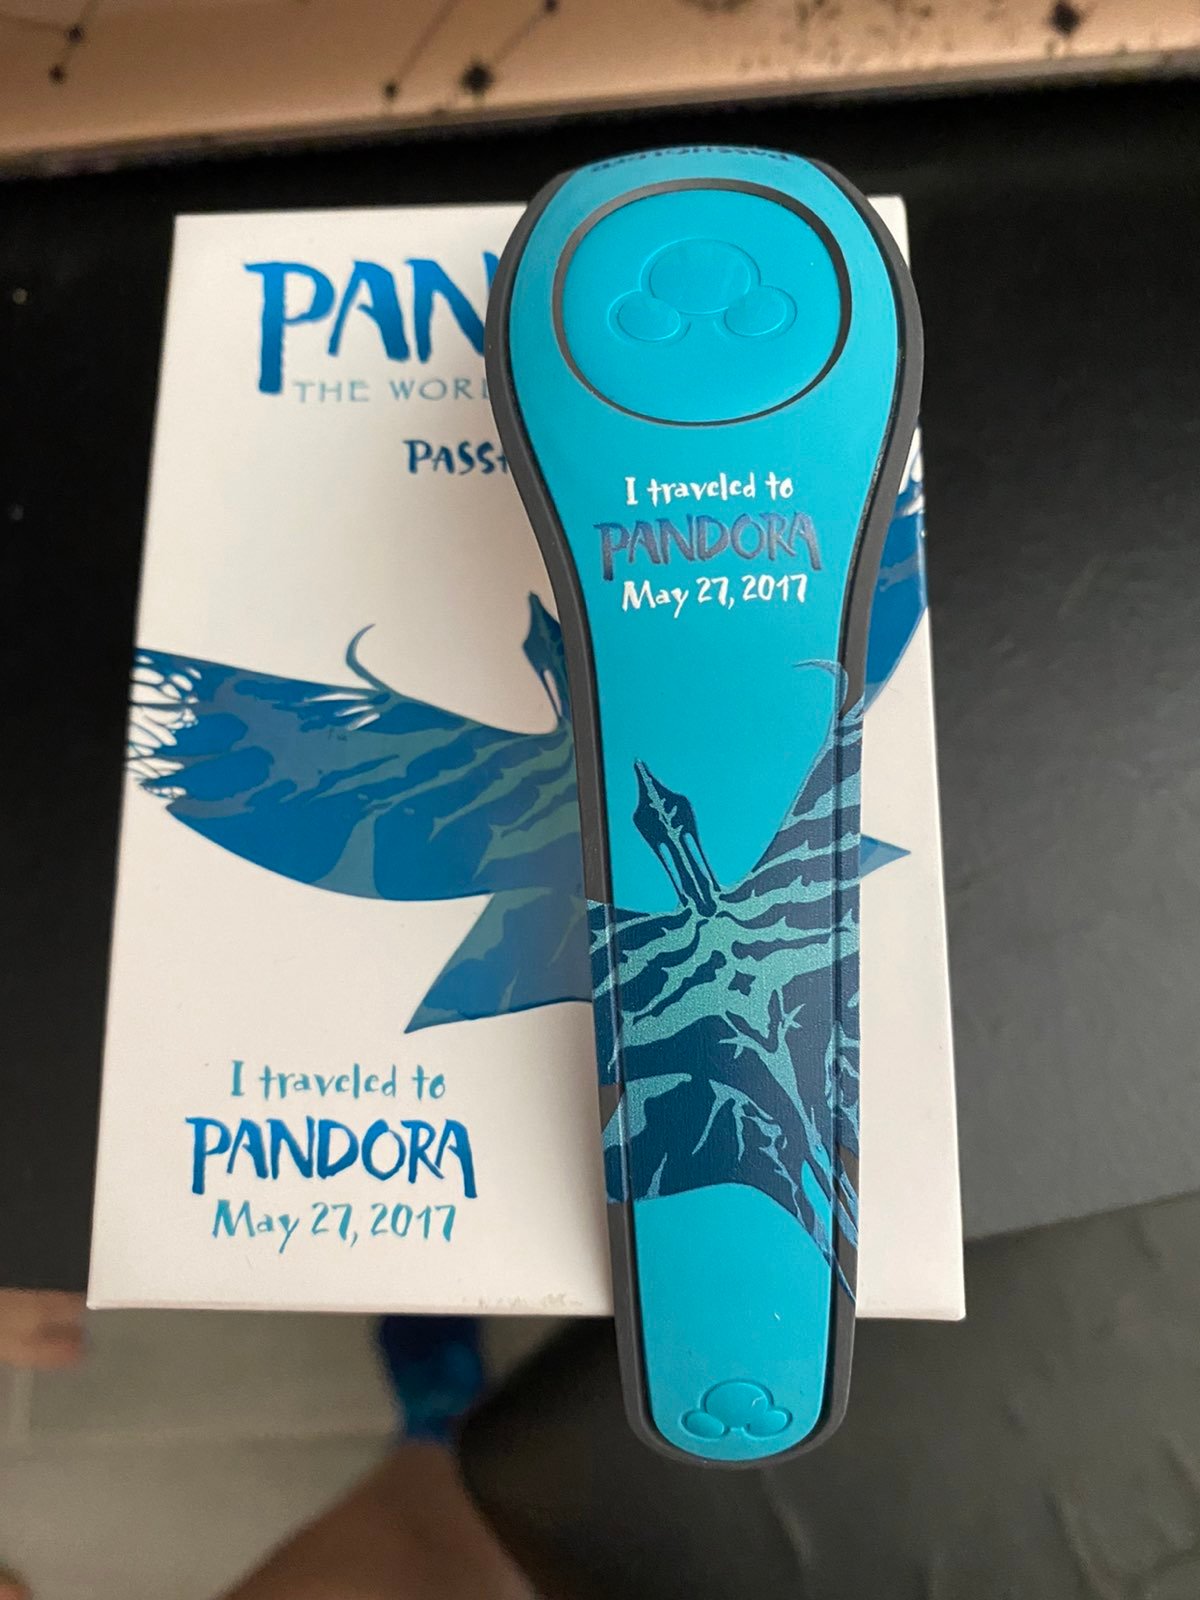 PAN
THE WORL
PASS
I traveled to
PANDORA
May 27, 2017
I traveled to
PANDORA
May 27, 2017